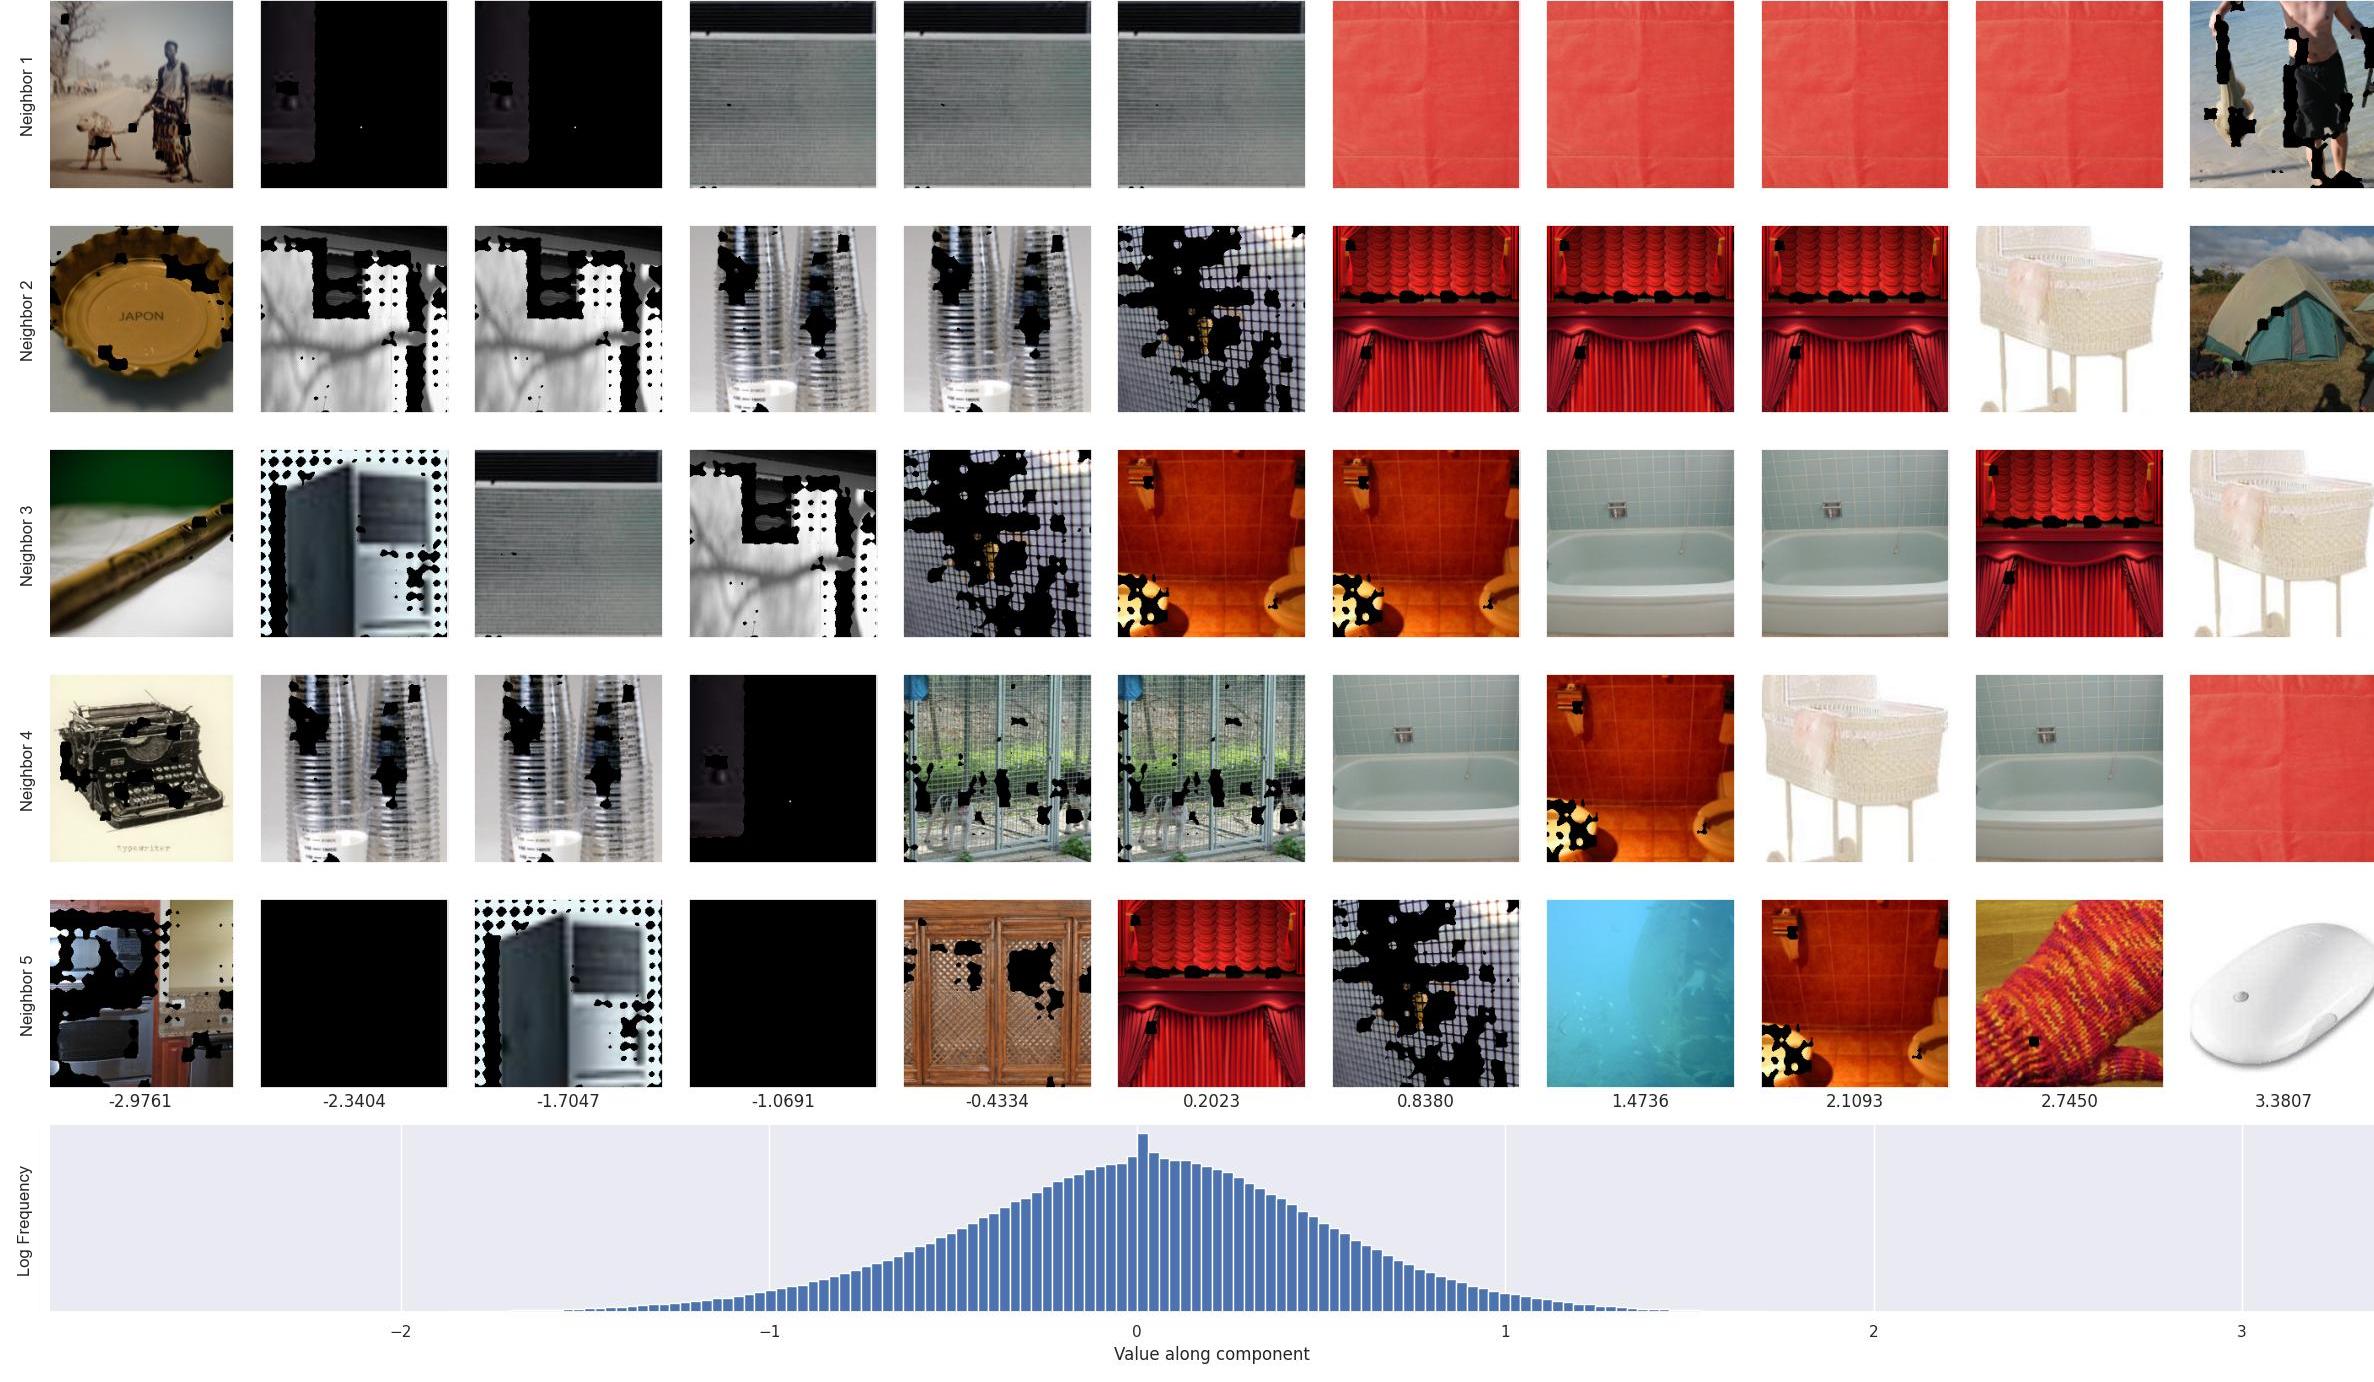 Neighbor 1
Neighbor 2
JAPON
Neighbor 3
Neighbor 4
typewriter
Neighbor 5
-2.9761 -2.3404 -1.7047 -1.0691 -0.4334 0.2023 0.8380 1.4736 2.1093 2.7450 3.3807
Log Frequency
−2 −1 0 1 2 3
Value along component